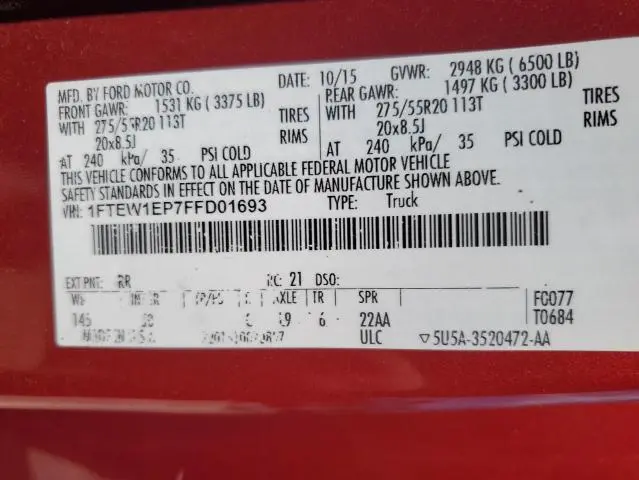 MFD. BY FORD MOTOR CO.
DATE: 10/15 GVWR: 2948 KG ( 6500 LB)
FRONT GAWR: 1531 KG ( 3375 LB)
REAR GAWR: 1497 KG ( 3300 LB)
WITH 275/55R20 113T TIRES
WITH 275/55R20 113T TIRES
20x8.5J RIMS
20x8.5J RIMS
AT 240 kPa/ 35 PSI COLD
AT 240 kPa/ 35 PSI COLD
THIS VEHICLE CONFORMS TO ALL APPLICABLE FEDERAL MOTOR VEHICLE
SAFETY STANDARDS IN EFFECT ON THE DATE OF MANUFACTURE SHOWN ABOVE.
VIN: 1FTEW1EP7FFD01693 TYPE: Truck
EXT PNT: RR RC: 21 DSO:
AXLE TR SPR F0077
145 6 22AA T0684
ULC 5U5A-3520472-AA